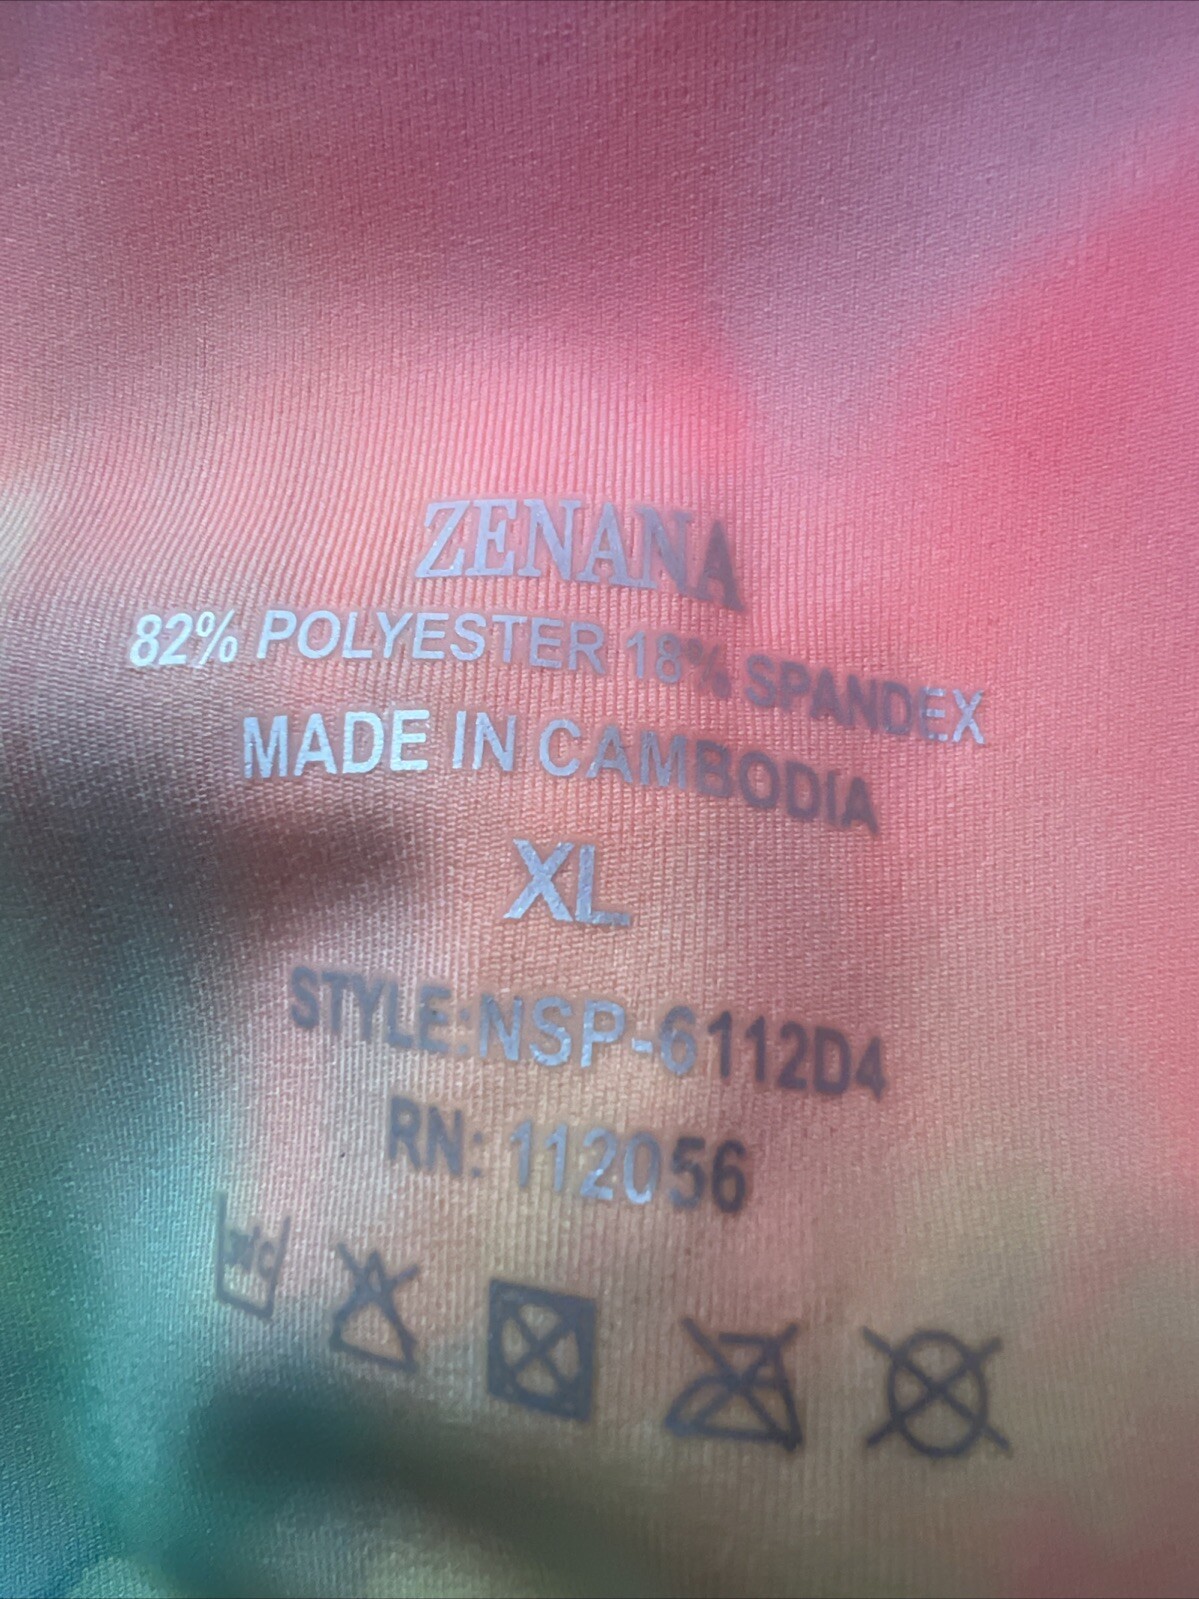 ZENANA
82% POLYESTER 18% SPANDEX
MADE IN CAMBODIA
XL
STYLE:NSP-6112D4
RN: 112056